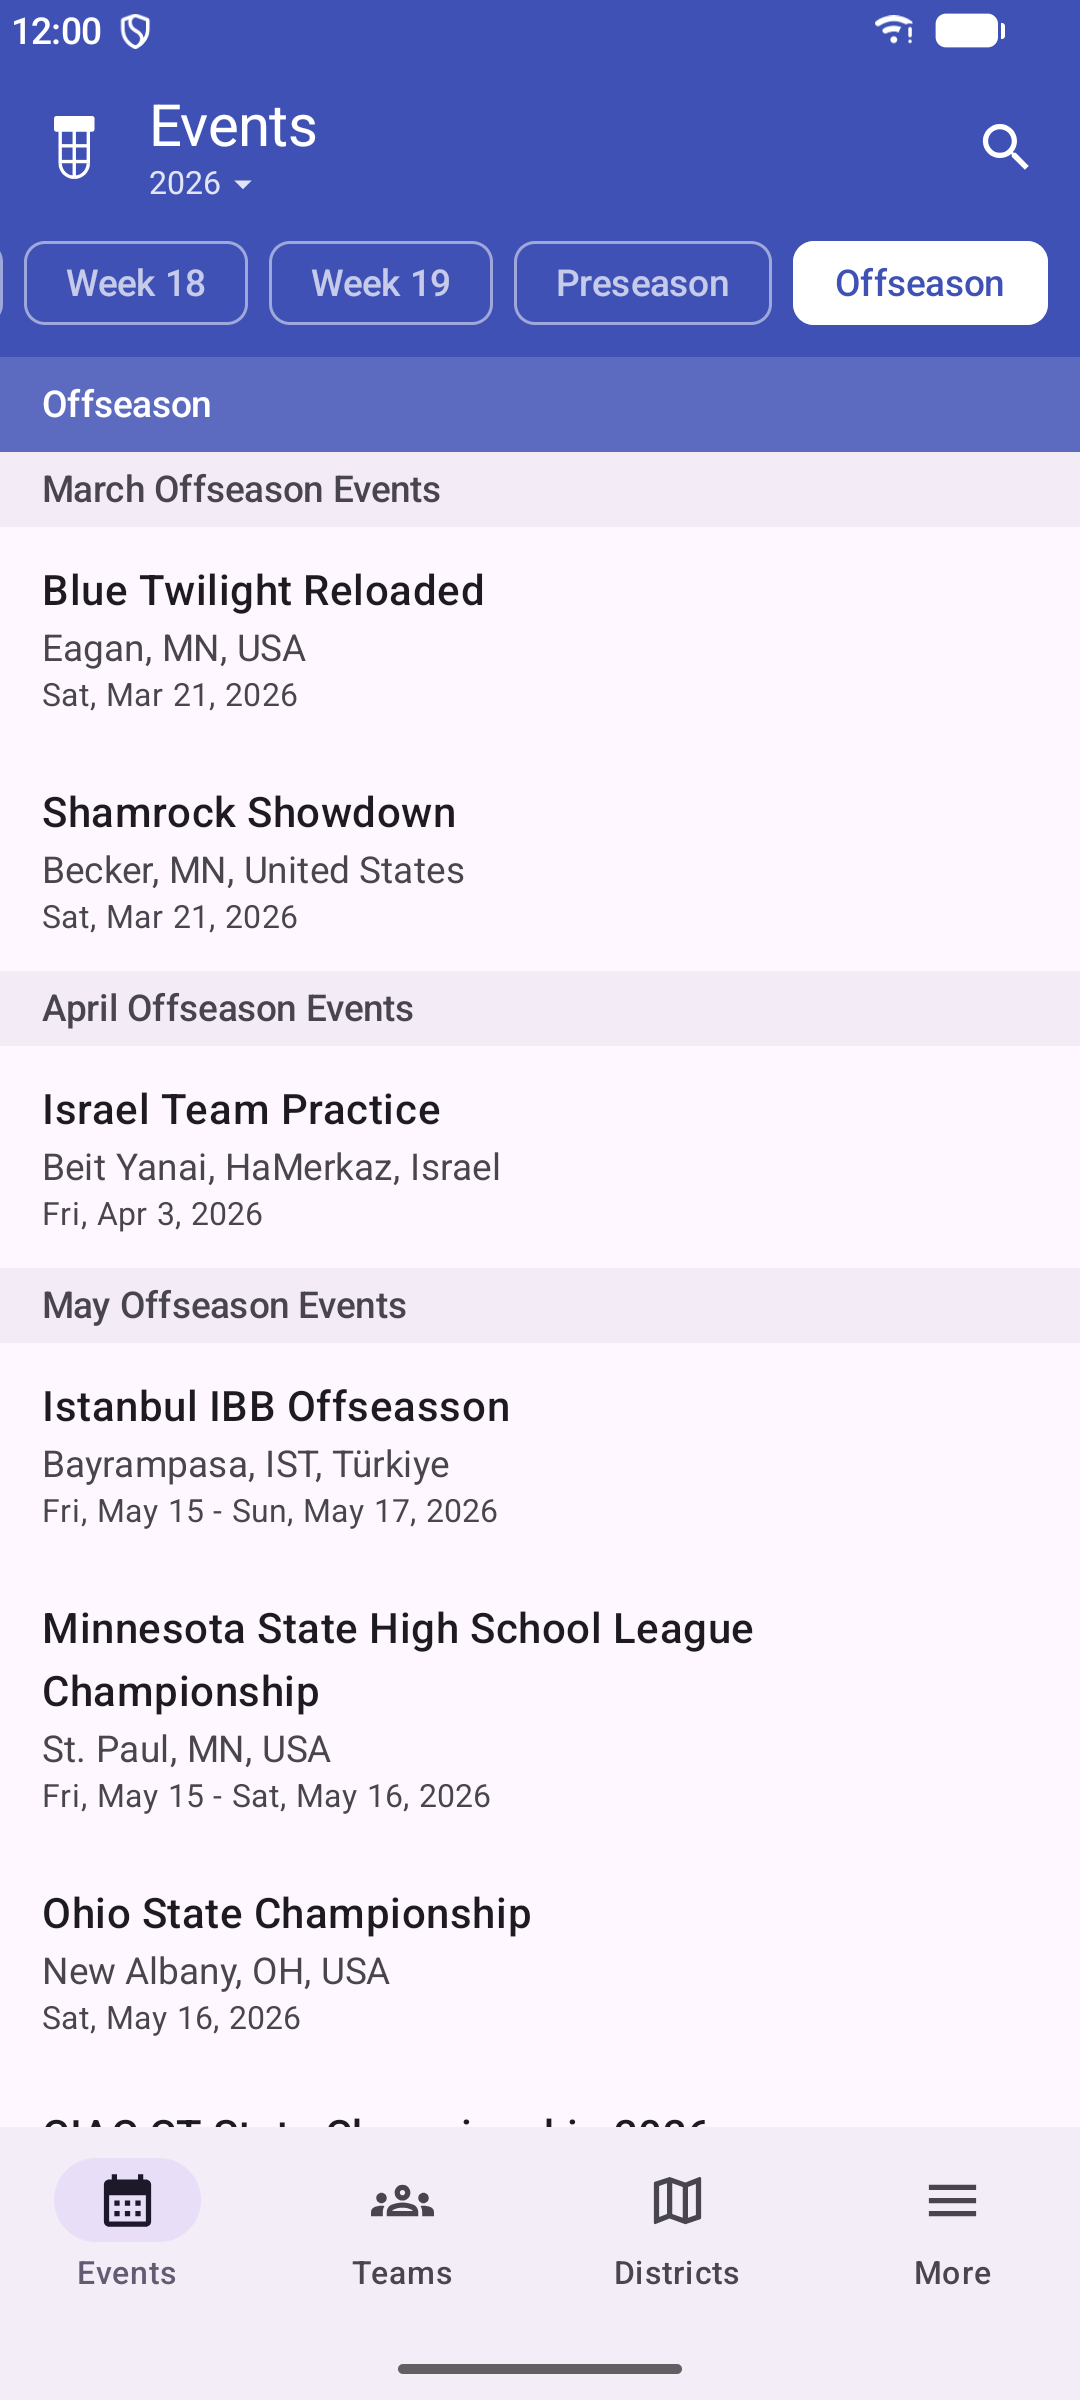 12:00
Events
2026
Week 18
Week 19
Preseason
Offseason
Offseason
March Offseason Events
Blue Twilight Reloaded
Eagan, MN, USA
Sat, Mar 21, 2026
Shamrock Showdown
Becker, MN, United States
Sat, Mar 21, 2026
April Offseason Events
Israel Team Practice
Beit Yanai, HaMerkaz, Israel
Fri, Apr 3, 2026
May Offseason Events
Istanbul IBB Offseasson
Bayrampasa, IST, Türkiye
Fri, May 15 - Sun, May 17, 2026
Minnesota State High School League
Championship
St. Paul, MN, USA
Fri, May 15 - Sat, May 16, 2026
Ohio State Championship
New Albany, OH, USA
Sat, May 16, 2026
State Championship 2026
Events
Teams
Districts
More